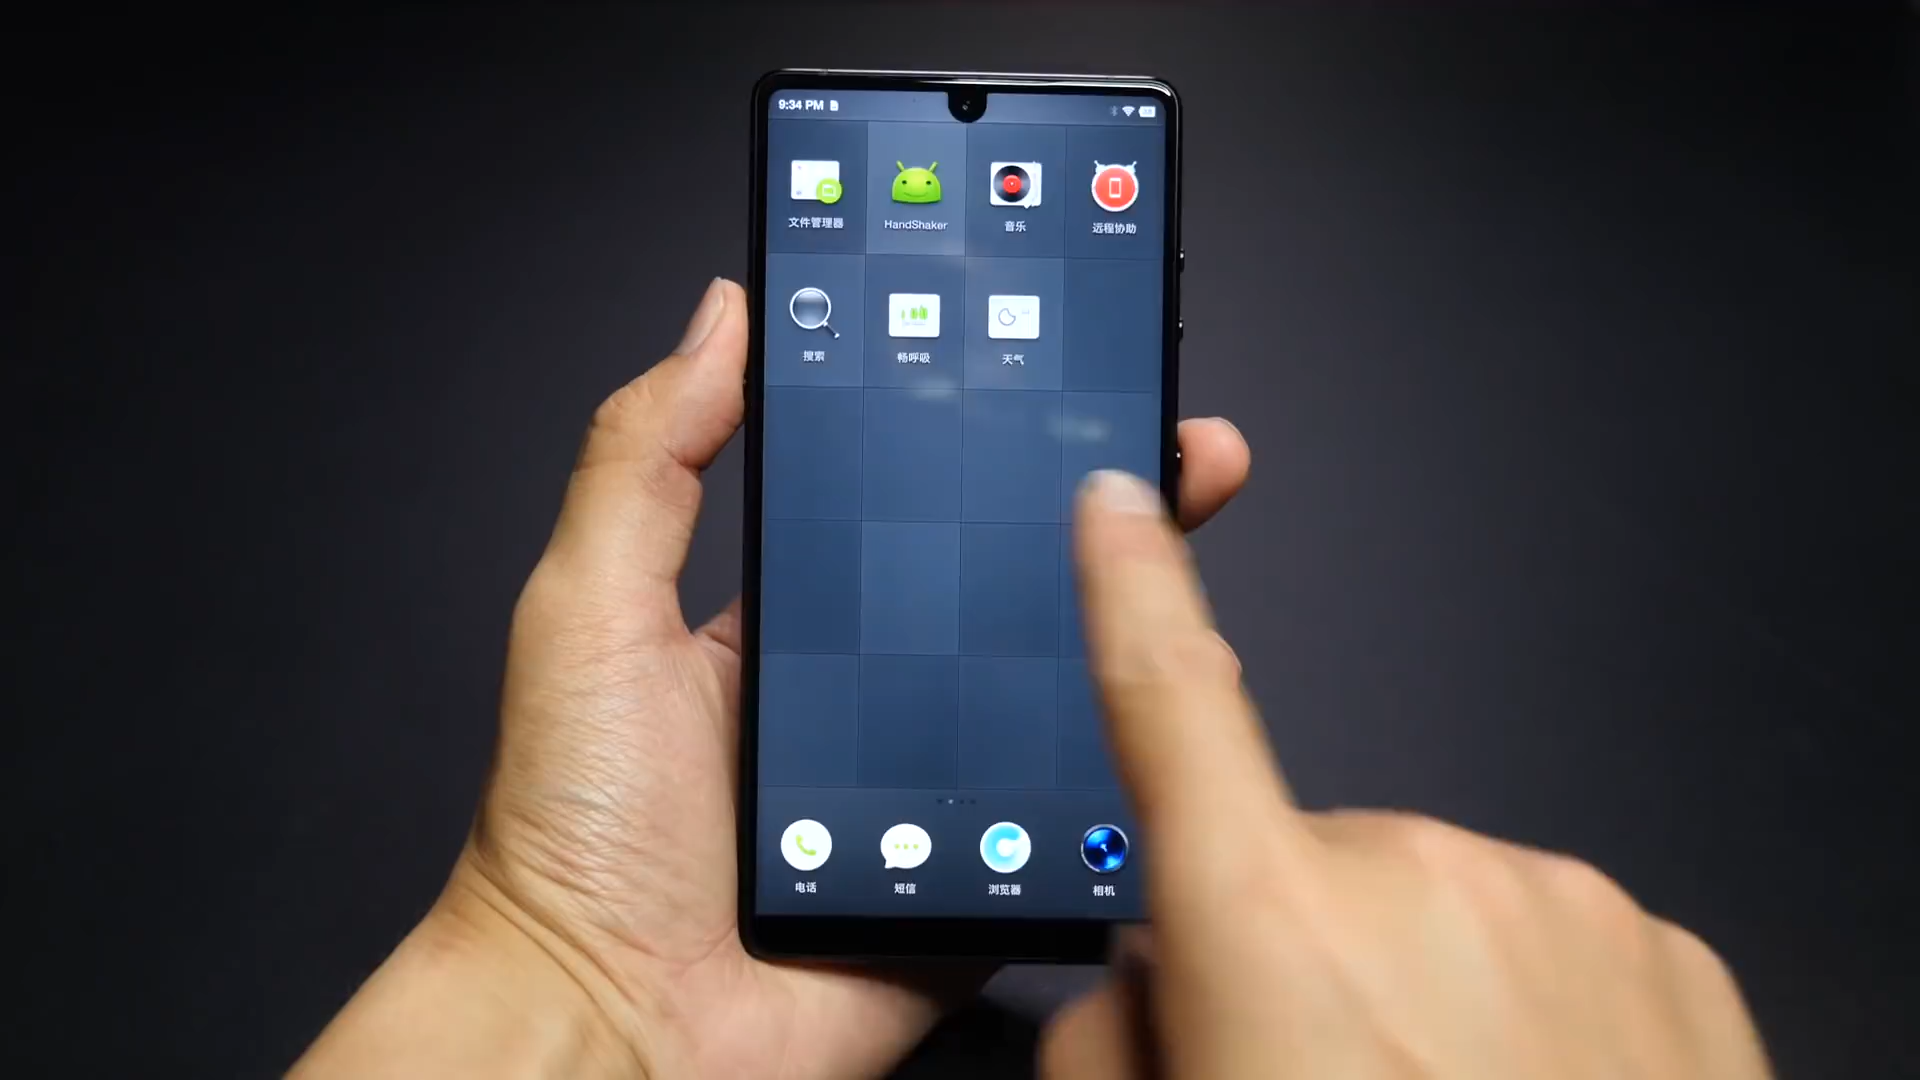 9:34 PM
文件管理器
HandShaker
音乐
远程协助
搜索
畅呼吸
天气
电话
短信
浏览器
相机